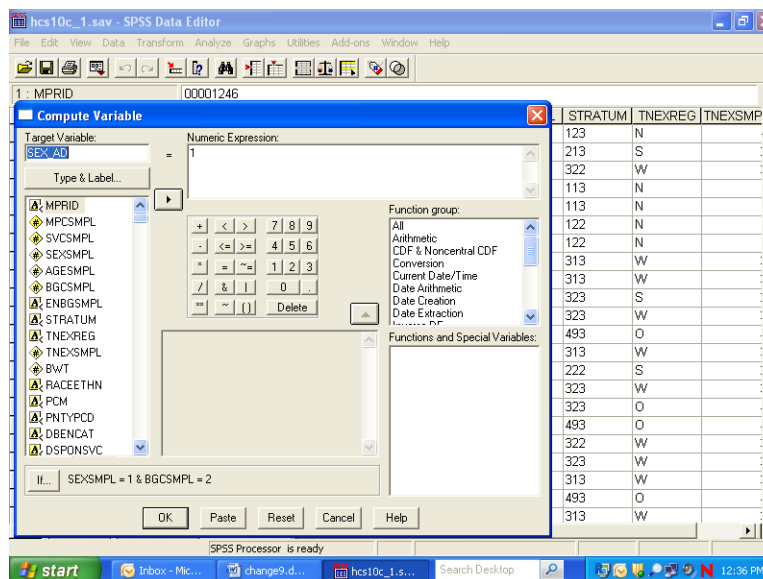 hcs10c_1.sav - SPSS Data Editor
File Edit View Data Transform Analyze Graphs Utilities Add-ons Window Help
1 : MPRID 00001246
Compute Variable
Target Variable:
SEX_AD
=
Numeric Expression:
1
Type & Label...
MPRID
MPCSMPL
SVCSMPL
SEXSMPL
AGESMPL
BGCSMPL
ENBGSMPL
STRATUM
TNEXREG
TNEXSMPL
BWT
RACEETHN
PCM
PNTYPCD
DBENCAT
DSPONSVC
+ < > 7 8 9
- <= >= 4 5 6
* = ~= 1 2 3
/ & | 0 .
** ~ () Delete
Function group:
All
Arithmetic
CDF & Noncentral CDF
Conversion
Current Date/Time
Date Arithmetic
Date Creation
Date Extraction
Functions and Special Variables:
If... SEXSMPL = 1 & BGCSMPL = 2
OK Paste Reset Cancel Help
STRATUM TNEXREG TNEXSMP
123 N
213 S
322 W
113 N
113 N
122 N
122 N
313 W
313 W
323 S
323 W
493 O
313 W
222 S
323 W
323 O
493 O
322 W
323 W
313 W
493 O
313 W
SPSS Processor is ready
start Inbox - Mic... change9.d... hcs10c_1.s... Search Desktop N 12:36 PM